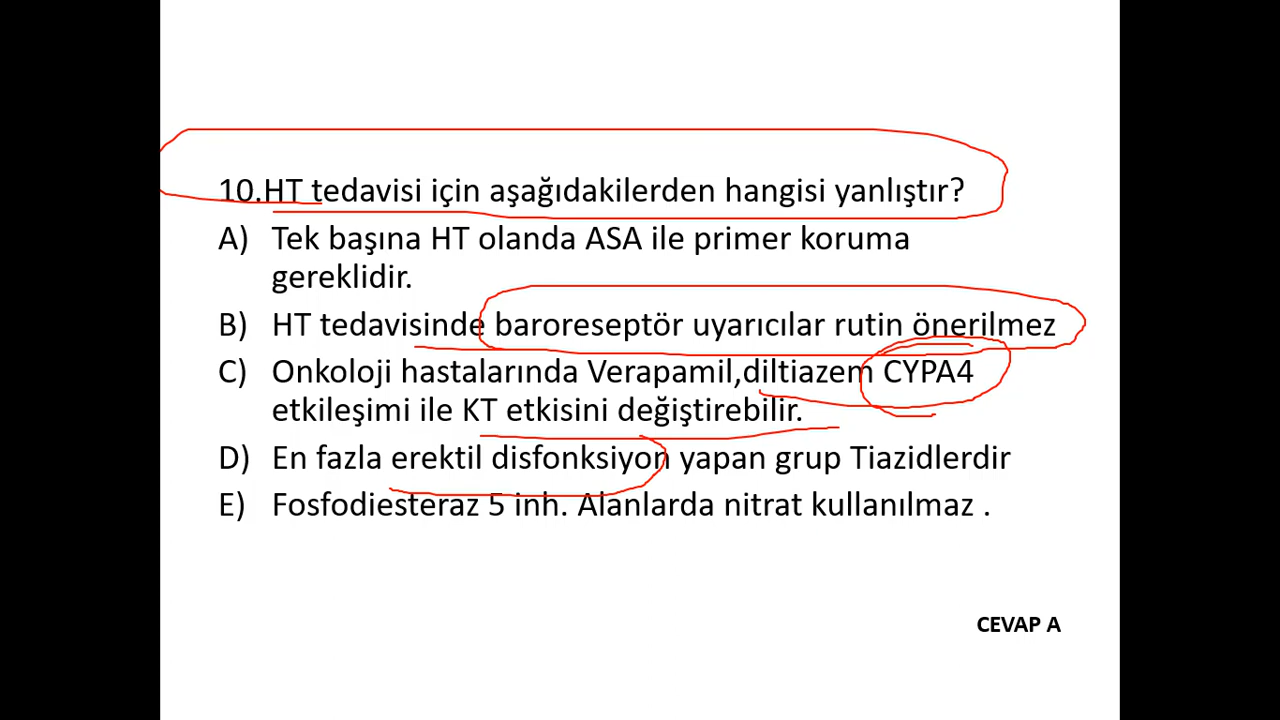 10.HT tedavisi için aşağıdakilerden hangisi yanlıştır?
A) Tek başına HT olanda ASA ile primer koruma
gereklidir.
B) HT tedavisinde baroreseptör uyarıcılar rutin önerilmez
C) Onkoloji hastalarında Verapamil,diltiazem CYPA4
etkileşimi ile KT etkisini değiştirebilir.
D) En fazla erektil disfonksiyon yapan grup Tiazidlerdir
E) Fosfodiesteraz 5 inh. Alanlarda nitrat kullanılmaz .
CEVAP A